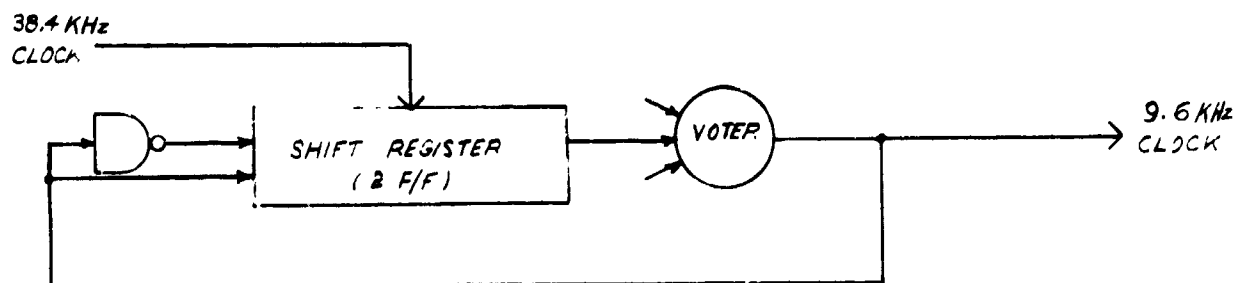 38.4 KHz
CLOCK
SHIFT REGISTER
(2 F/F)
VOTER
9.6 KHz
CLOCK